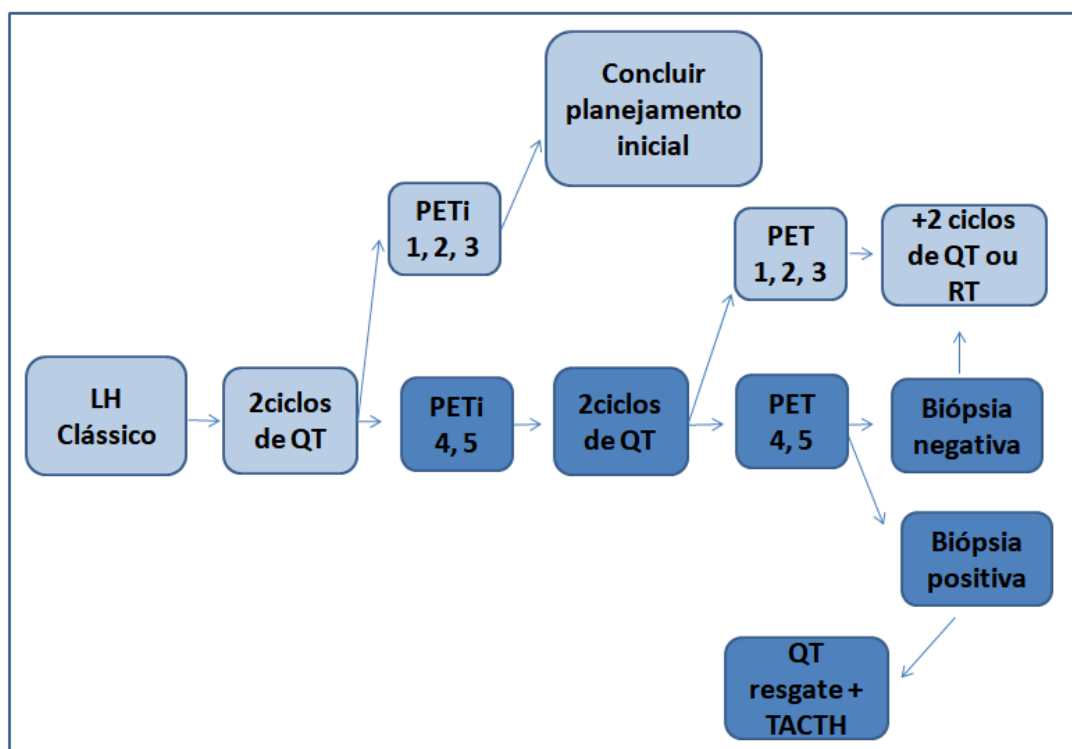 LH
Clássico
2ciclos
de QT
PETi
1, 2, 3
Concluir
planejamento
inicial
PETi
4, 5
2ciclos
de QT
PET
1, 2, 3
+2 ciclos
de QT ou
RT
PET
4, 5
Biópsia
negativa
Biópsia
positiva
QT
resgate +
TACTH